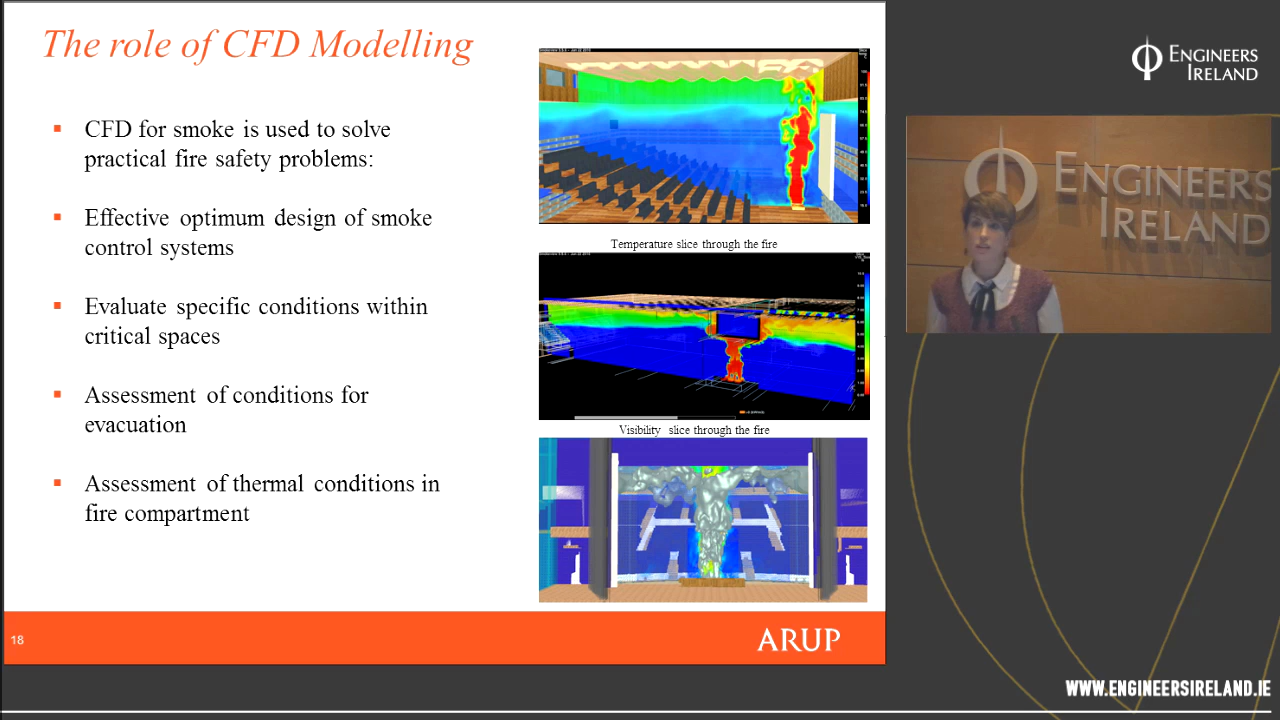 The role of CFD Modelling
CFD for smoke is used to solve
practical fire safety problems:
Effective optimum design of smoke
control systems
Evaluate specific conditions within
critical spaces
Assessment of conditions for
evacuation
Assessment of thermal conditions in
fire compartment
Temperature slice through the fire
Visibility slice through the fire
18
ARUP
ENGINEERS
IRELAND
ENGINEERS
IRELAND
WWW.ENGINEERSIRELAND.IE